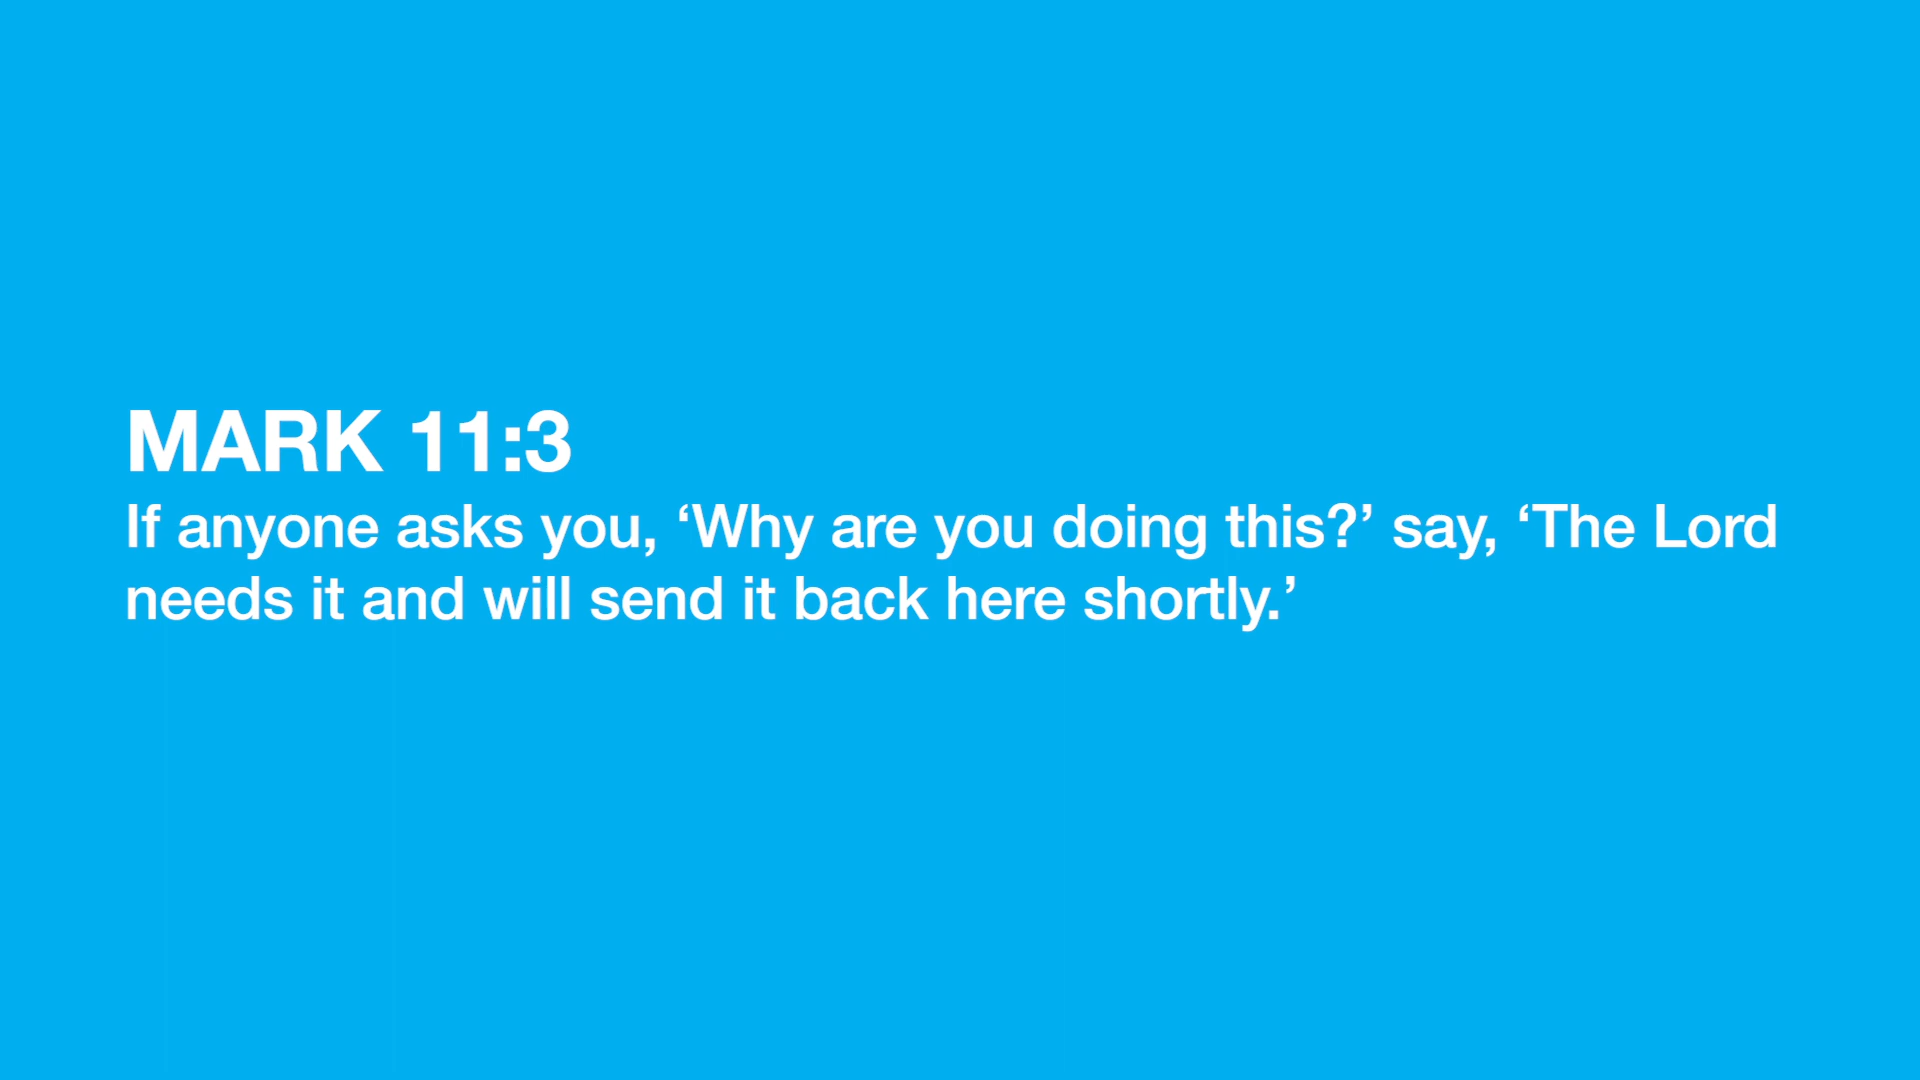 MARK 11:3
If anyone asks you, ‘Why are you doing this?’ say, ‘The Lord
needs it and will send it back here shortly.’